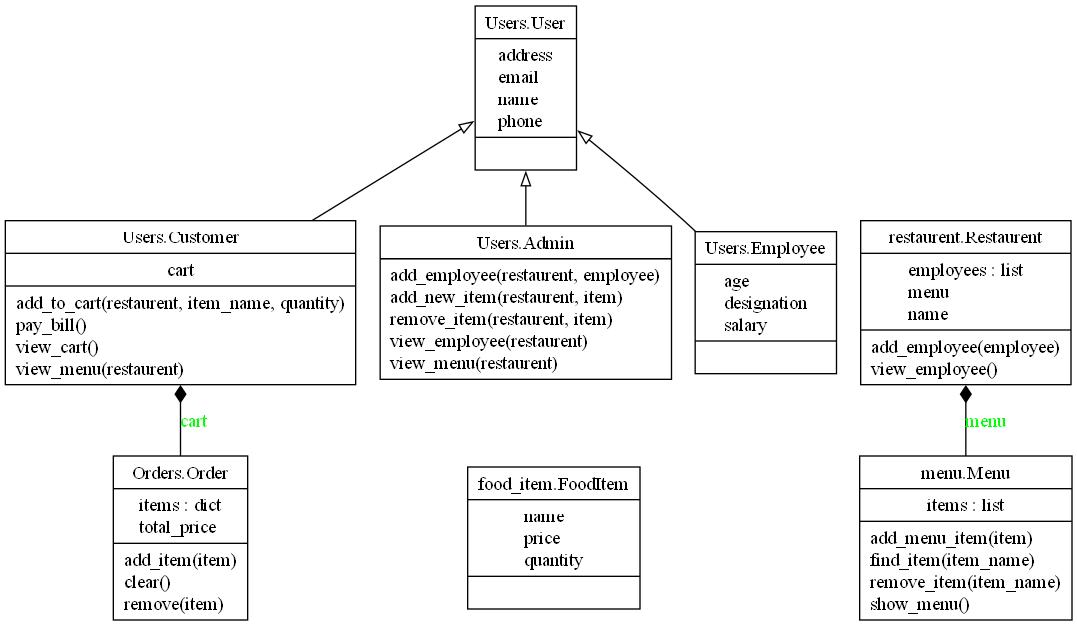 Users.User
address
email
name
phone
Users.Customer
cart
add_to_cart(restaurent, item_name, quantity)
pay_bill()
view_cart()
view_menu(restaurent)
Users.Admin
add_employee(restaurent, employee)
add_new_item(restaurent, item)
remove_item(restaurent, item)
view_employee(restaurent)
view_menu(restaurent)
Users.Employee
age
designation
salary
restaurent.Restaurent
employees : list
menu
name
add_employee(employee)
view_employee()
cart
menu
Orders.Order
items : dict
total_price
add_item(item)
clear()
remove(item)
food_item.FoodItem
name
price
quantity
menu.Menu
items : list
add_menu_item(item)
find_item(item_name)
remove_item(item_name)
show_menu()